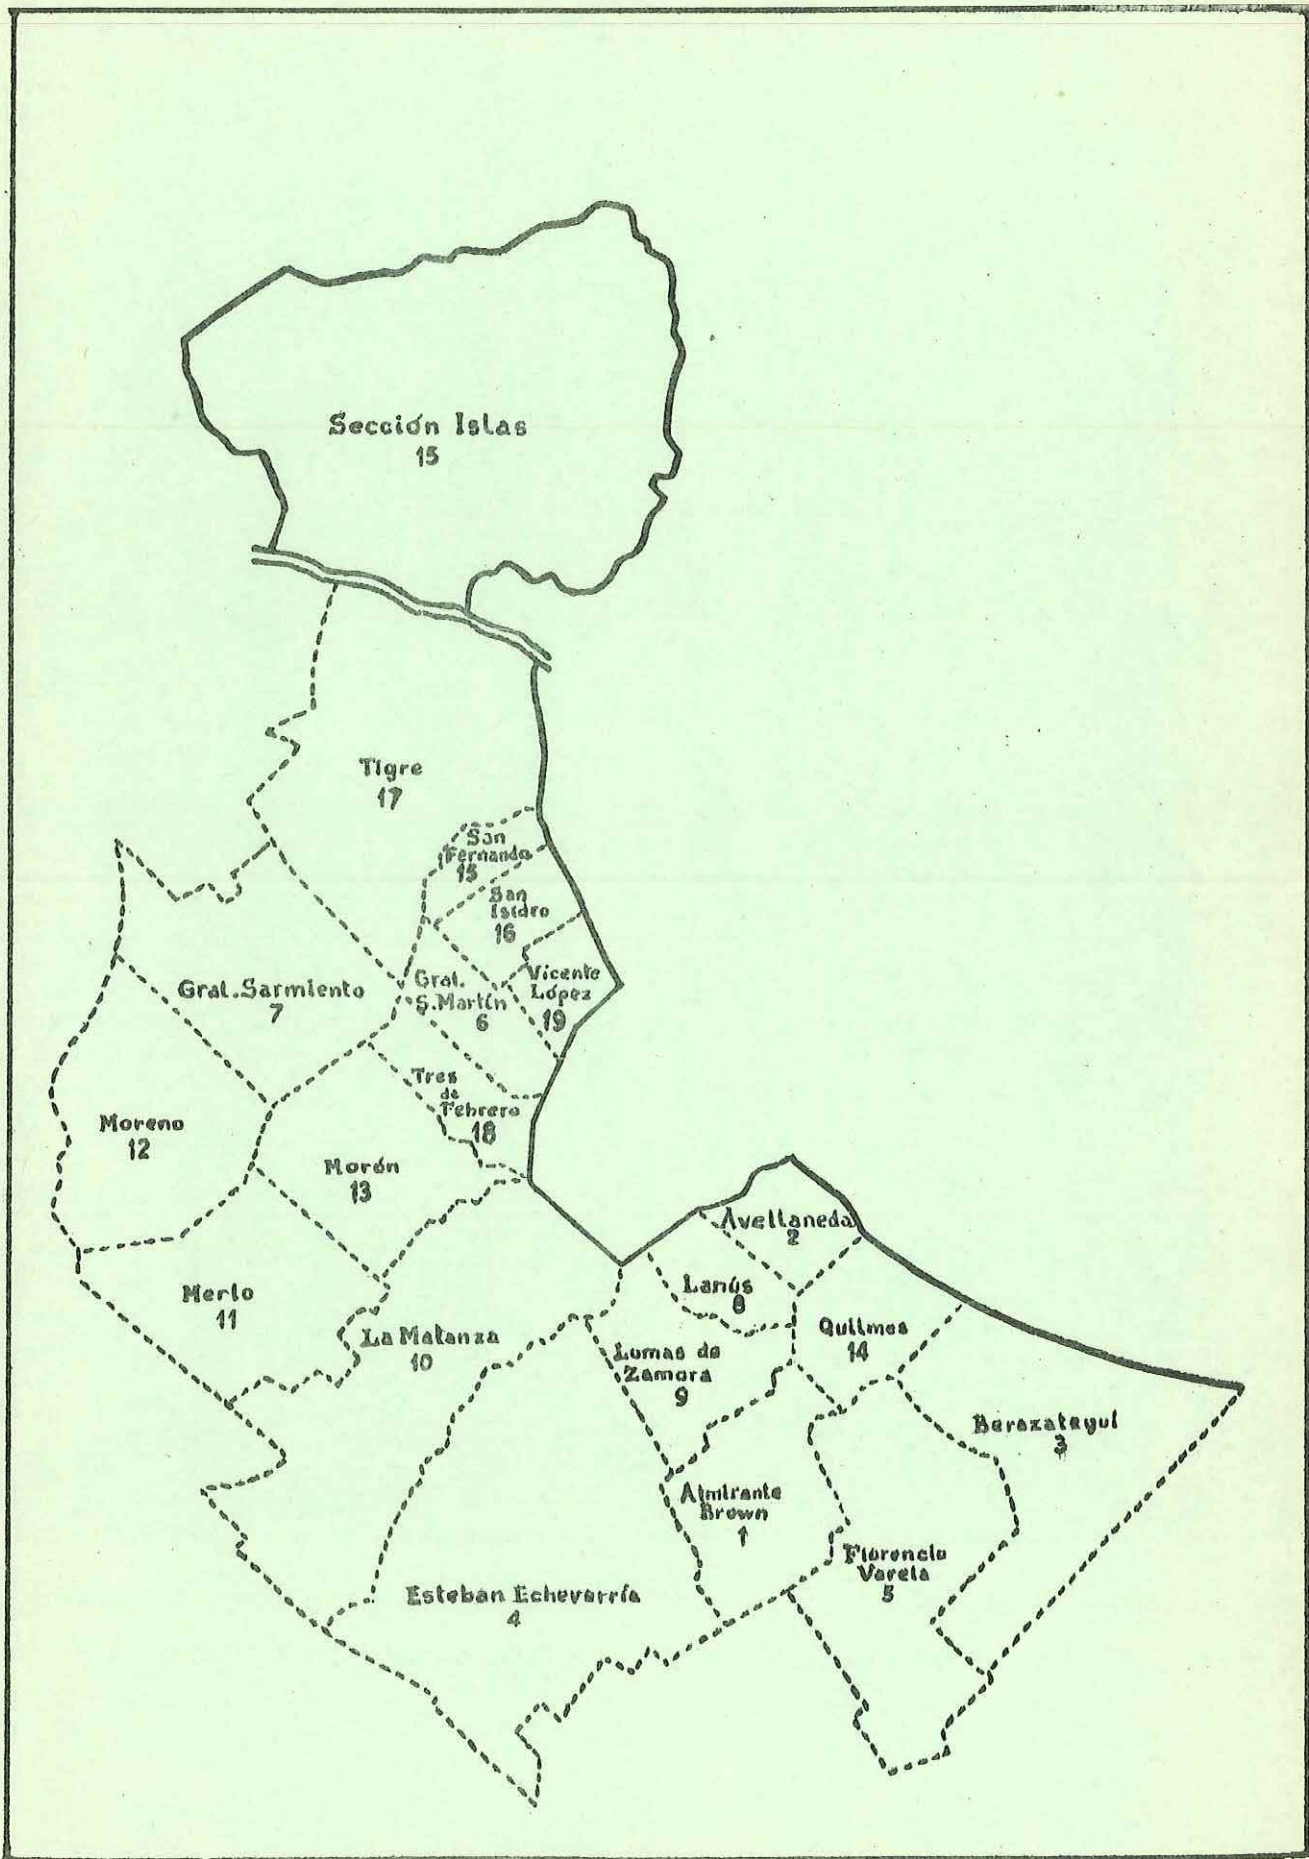 Sección Islas
15
Tigre
17
San
Fernando
15
San
Isidro
16
Gral. Sarmiento
7
Gral.
S. Martín
6
Vicente
López
19
Tres
de
Febrero
18
Moreno
12
Morón
13
Avellaneda
2
Merlo
11
Lanús
8
La Matanza
10
Quilmes
14
Lomas de
Zamora
9
Berazategui
3
Almirante
Brown
1
Florencio
Varela
5
Esteban Echeverría
4